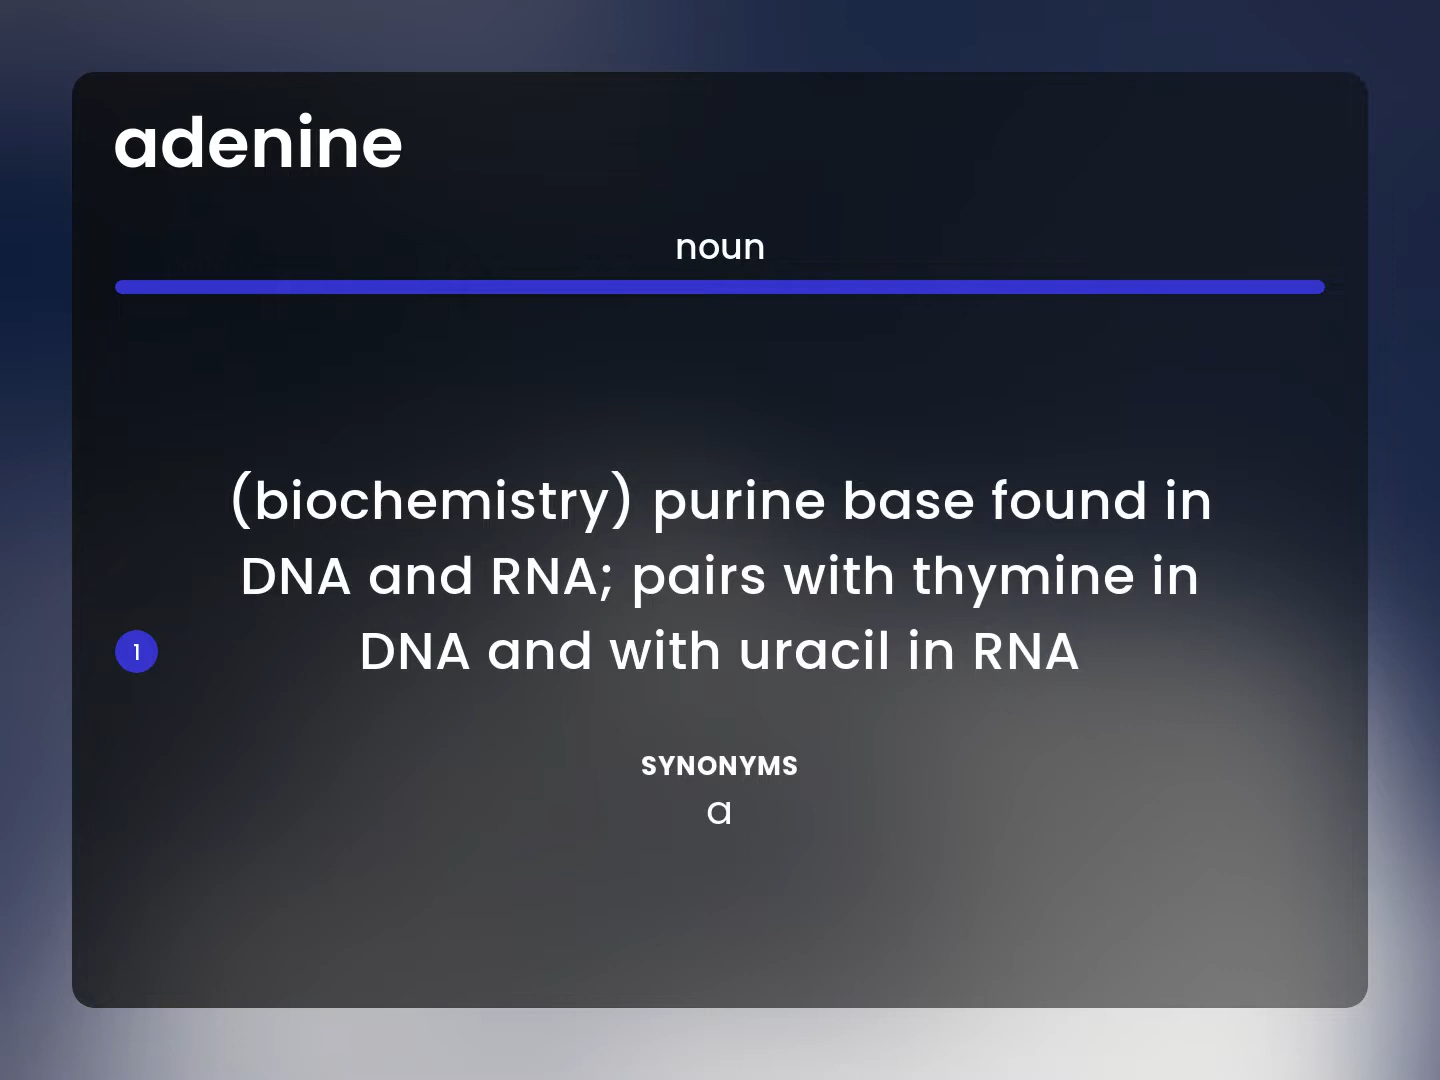 adenine
noun
(biochemistry) purine base found in
DNA and RNA; pairs with thymine in
1 DNA and with uracil in RNA
SYNONYMS
a